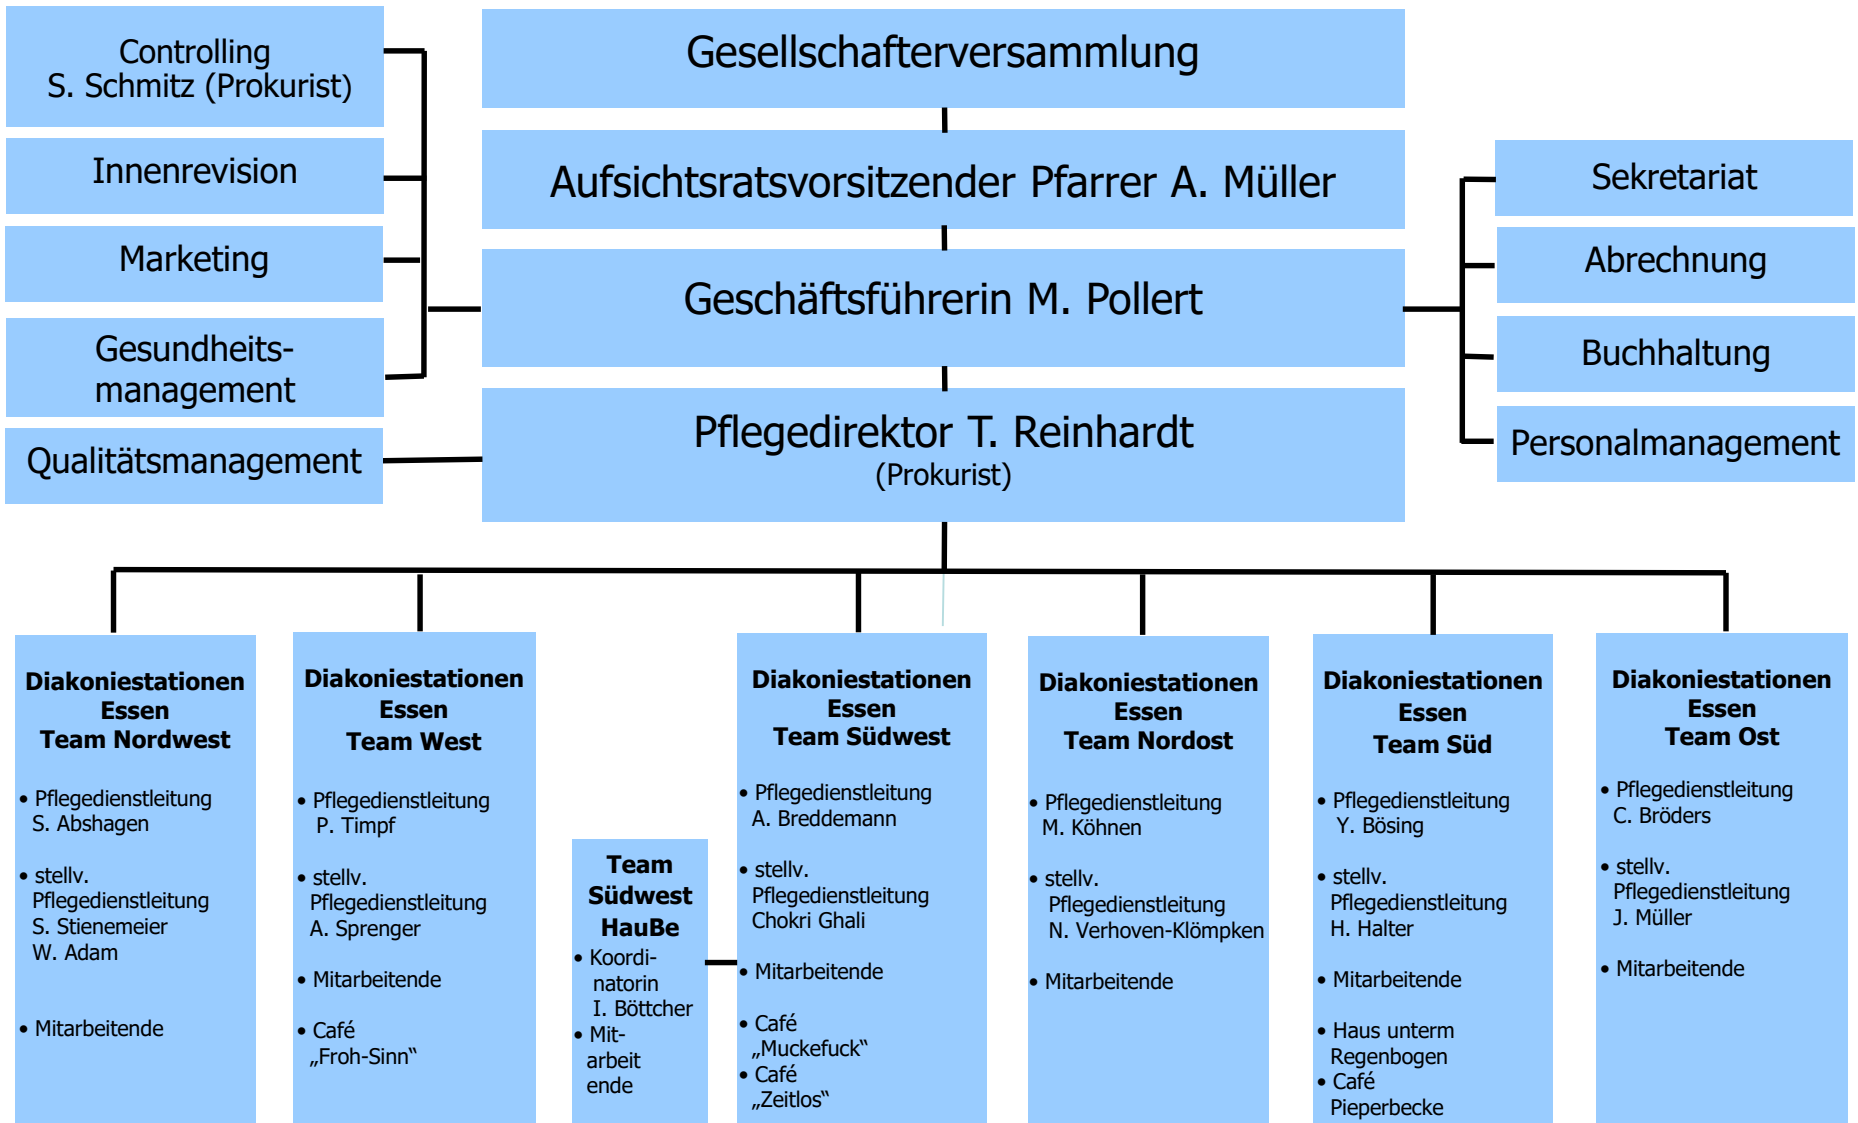 Controlling
S. Schmitz (Prokurist)
Innenrevision
Marketing
Gesundheits-
management
Qualitätsmanagement
Gesellschafterversammlung
Aufsichtsratsvorsitzender Pfarrer A. Müller
Geschäftsführerin M. Pollert
Pflegedirektor T. Reinhardt
(Prokurist)
Sekretariat
Abrechnung
Buchhaltung
Personalmanagement
Diakoniestationen
Essen
Team Nordwest
• Pflegedienstleitung
S. Abshagen
• stellv.
Pflegedienstleitung
S. Stienemeier
W. Adam
• Mitarbeitende
Diakoniestationen
Essen
Team West
• Pflegedienstleitung
P. Timpf
• stellv.
Pflegedienstleitung
A. Sprenger
• Mitarbeitende
• Café
„Froh-Sinn“
Team
Südwest
HauBe
• Koordi-
natorin
I. Böttcher
• Mit-
arbeit
ende
Diakoniestationen
Essen
Team Südwest
• Pflegedienstleitung
A. Breddemann
• stellv.
Pflegedienstleitung
Chokri Ghali
• Mitarbeitende
• Café
„Muckefuck“
• Café
„Zeitlos“
Diakoniestationen
Essen
Team Nordost
• Pflegedienstleitung
M. Köhnen
• stellv.
Pflegedienstleitung
N. Verhoven-Klömpken
• Mitarbeitende
Diakoniestationen
Essen
Team Süd
• Pflegedienstleitung
Y. Bösing
• stellv.
Pflegedienstleitung
H. Halter
• Mitarbeitende
• Haus unterm
Regenbogen
• Café
Pieperbecke
Diakoniestationen
Essen
Team Ost
• Pflegedienstleitung
C. Bröders
• stellv.
Pflegedienstleitung
J. Müller
• Mitarbeitende